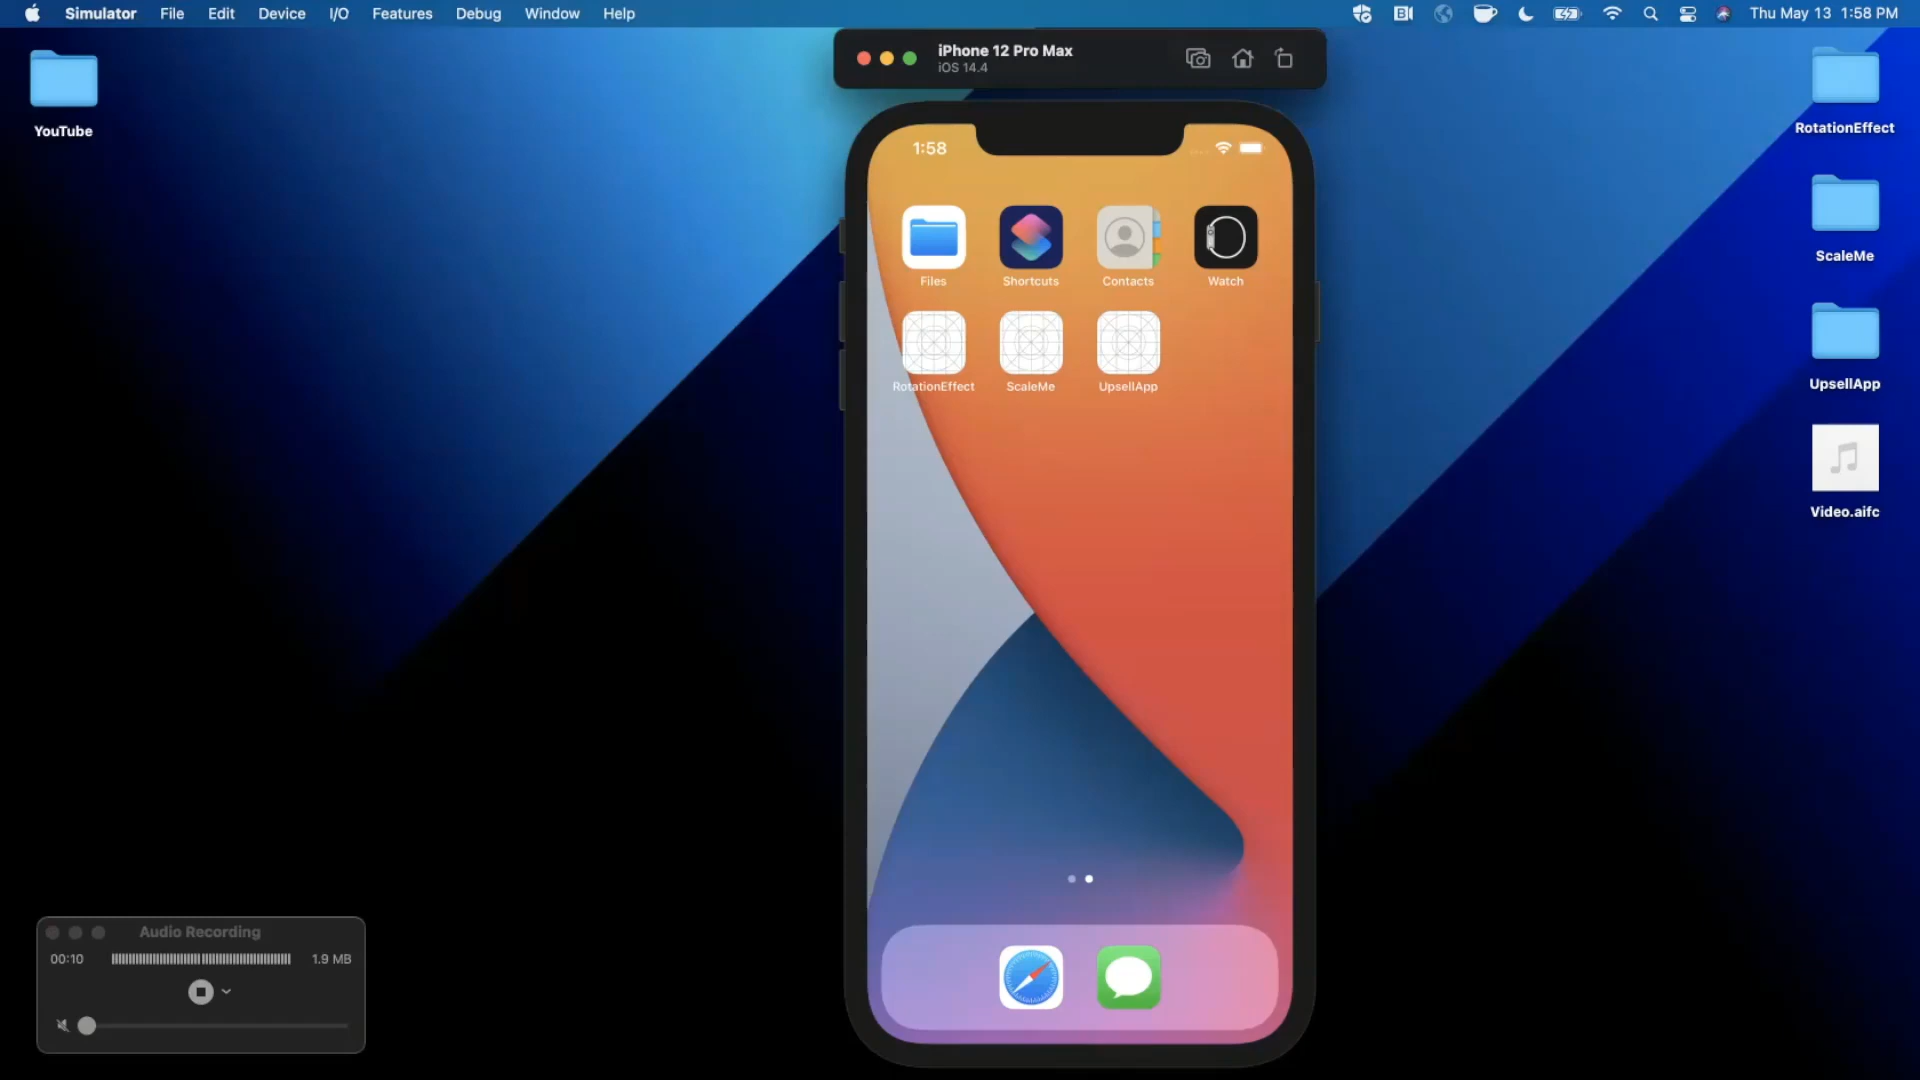 Simulator File Edit Device I/O Features Debug Window Help Thu May 13 1:58 PM
iPhone 12 Pro Max
iOS 14.4
YouTube
RotationEffect
ScaleMe
UpsellApp
Video.aifc
1:58
Files Shortcuts Contacts Watch
RotationEffect ScaleMe UpsellApp
Audio Recording
00:10 1.9 MB